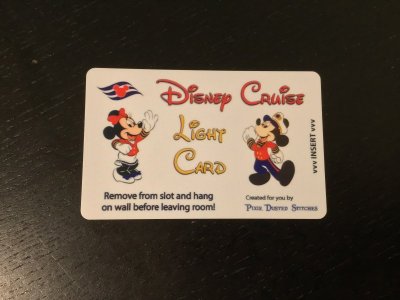 Disney Cruise
Light
Card
vvv INSERT vvv
Remove from slot and hang
on wall before leaving room!
Created for you by
Pixie Dusted Stitches